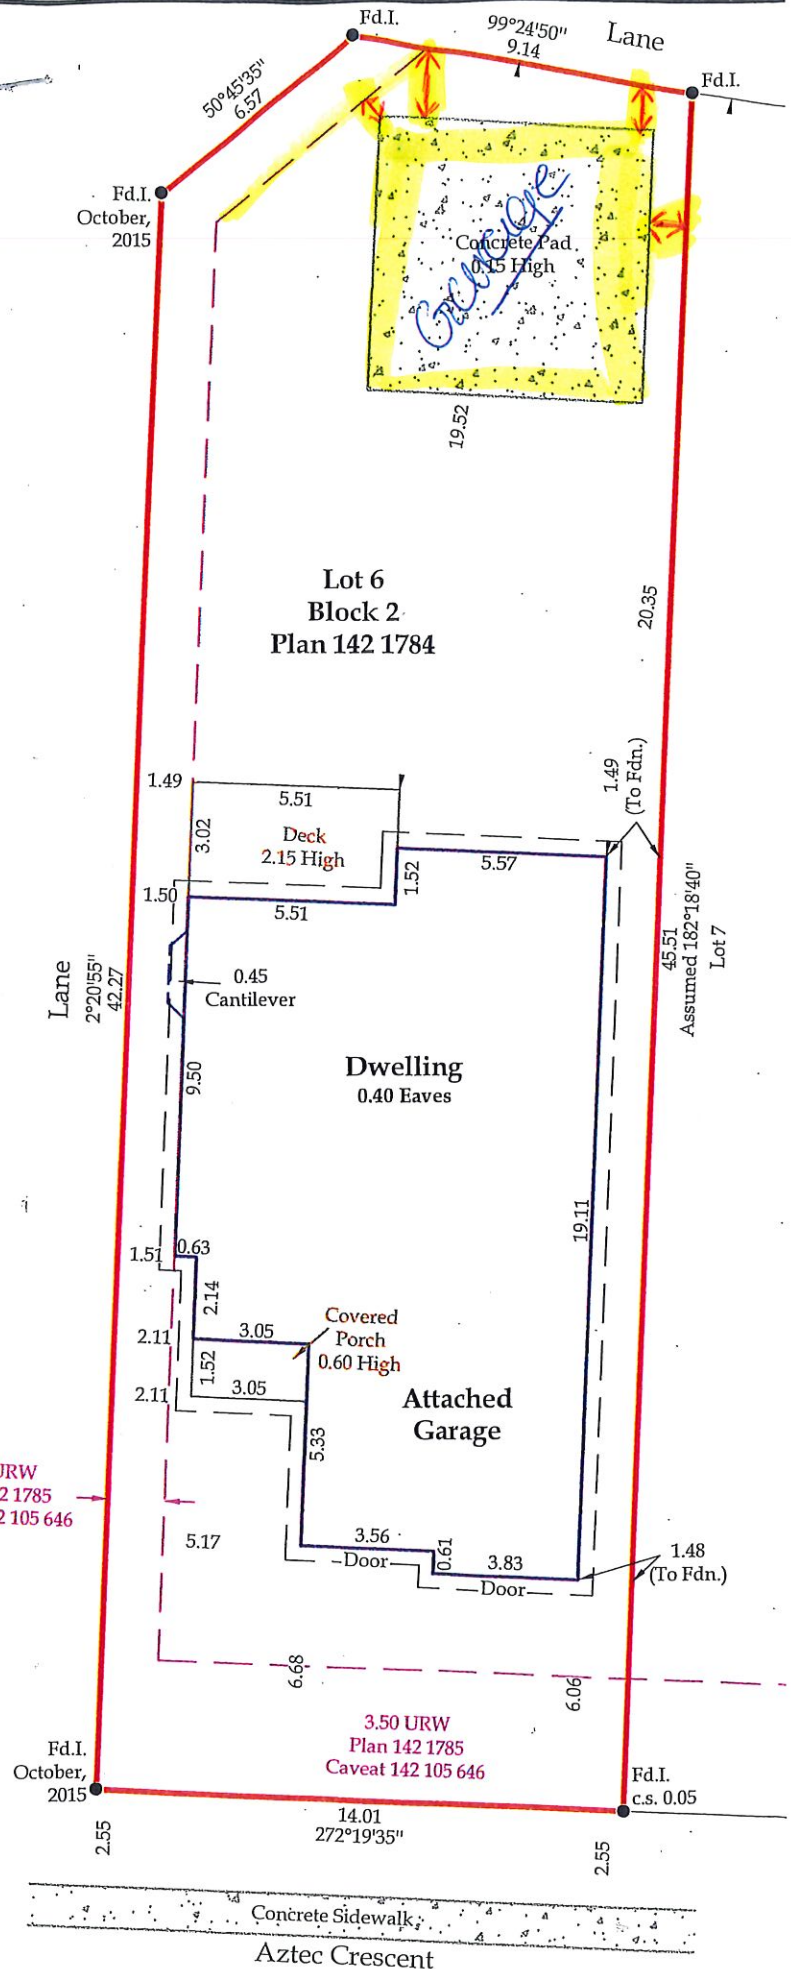 Fd.I.
99°24'50"
9.14
Lane
50°45'35"
6.57
Fd.I.
Fd.I.
October,
2015
Concrete Pad
0.15 High
Garage
19.52
Lot 6
Block 2
Plan 142 1784
20.35
1.49
5.51
1.49
(To Fdn.)
3.02
Deck
2.15 High
1.52
5.57
1.50
5.51
Lane
2°20'55"
42.27
0.45
Cantilever
45.51
Assumed 182°18'40"
Lot 7
9.50
Dwelling
0.40 Eaves
19.11
1.51
0.63
2.14
2.11
3.05
Covered
Porch
0.60 High
1.52
2.11
3.05
Attached
Garage
5.33
URW
2 1785
2 105 646
5.17
3.56
Door
0.61
3.83
Door
1.48
(To Fdn.)
6.68
6.06
3.50 URW
Plan 142 1785
Caveat 142 105 646
Fd.I.
October,
2015
Fd.I.
c.s. 0.05
14.01
272°19'35"
2.55
2.55
Concrete Sidewalk
Aztec Crescent